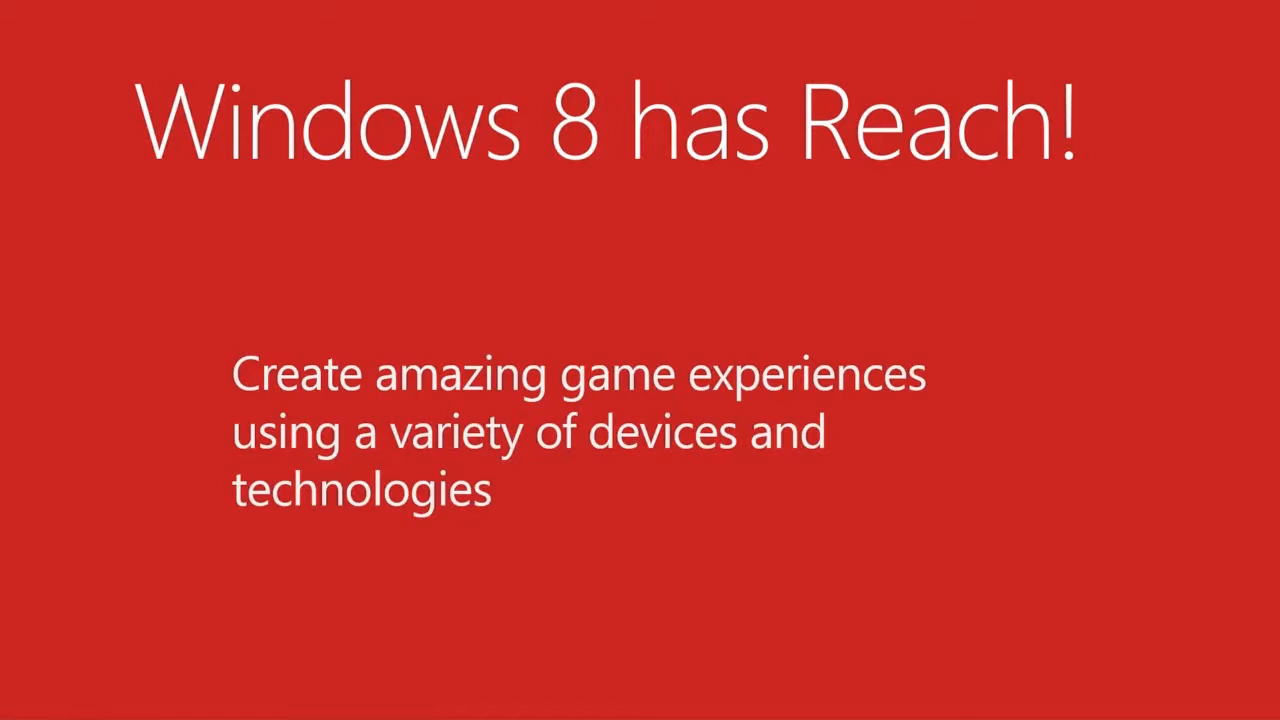 Windows 8 has Reach!
Create amazing game experiences
using a variety of devices and
technologies